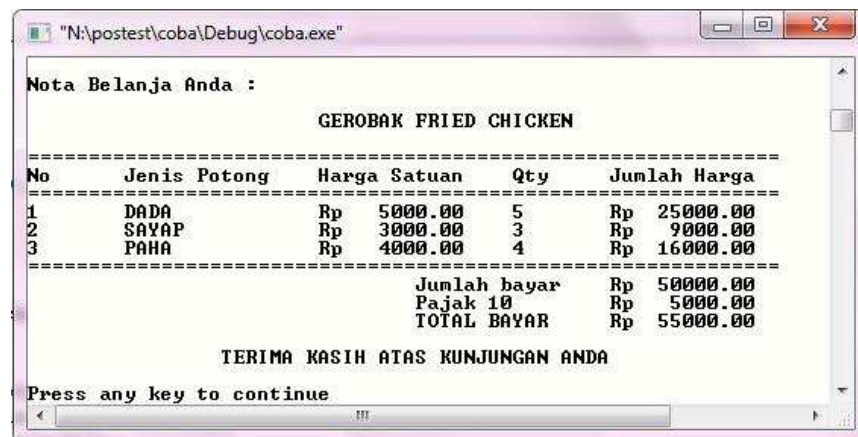 "N:\postest\coba\Debug\coba.exe"
Nota Belanja Anda :
GEROBAK FRIED CHICKEN
==============================================================
No Jenis Potong Harga Satuan Qty Jumlah Harga
==============================================================
1 DADA Rp 5000.00 5 Rp 25000.00
2 SAYAP Rp 3000.00 3 Rp 9000.00
3 PAHA Rp 4000.00 4 Rp 16000.00
==============================================================
Jumlah bayar Rp 50000.00
Pajak 10 Rp 5000.00
TOTAL BAYAR Rp 55000.00
TERIMA KASIH ATAS KUNJUNGAN ANDA
Press any key to continue